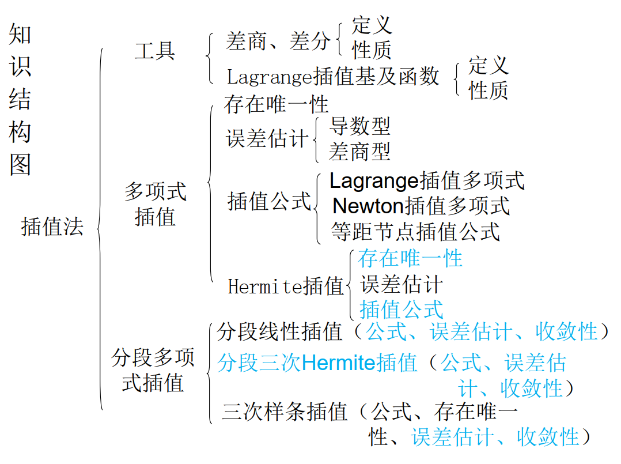 知
识
结
构
图
插值法
工具
差商、差分
定义
性质
Lagrange插值基及函数
定义
性质
多项式
插值
存在唯一性
误差估计
导数型
差商型
插值公式
Lagrange插值多项式
Newton插值多项式
等距节点插值公式
Hermite插值
存在唯一性
误差估计
插值公式
分段多项
式插值
分段线性插值（公式、误差估计、收敛性）
分段三次Hermite插值（公式、误差估
计、收敛性）
三次样条插值（公式、存在唯一
性、误差估计、收敛性）